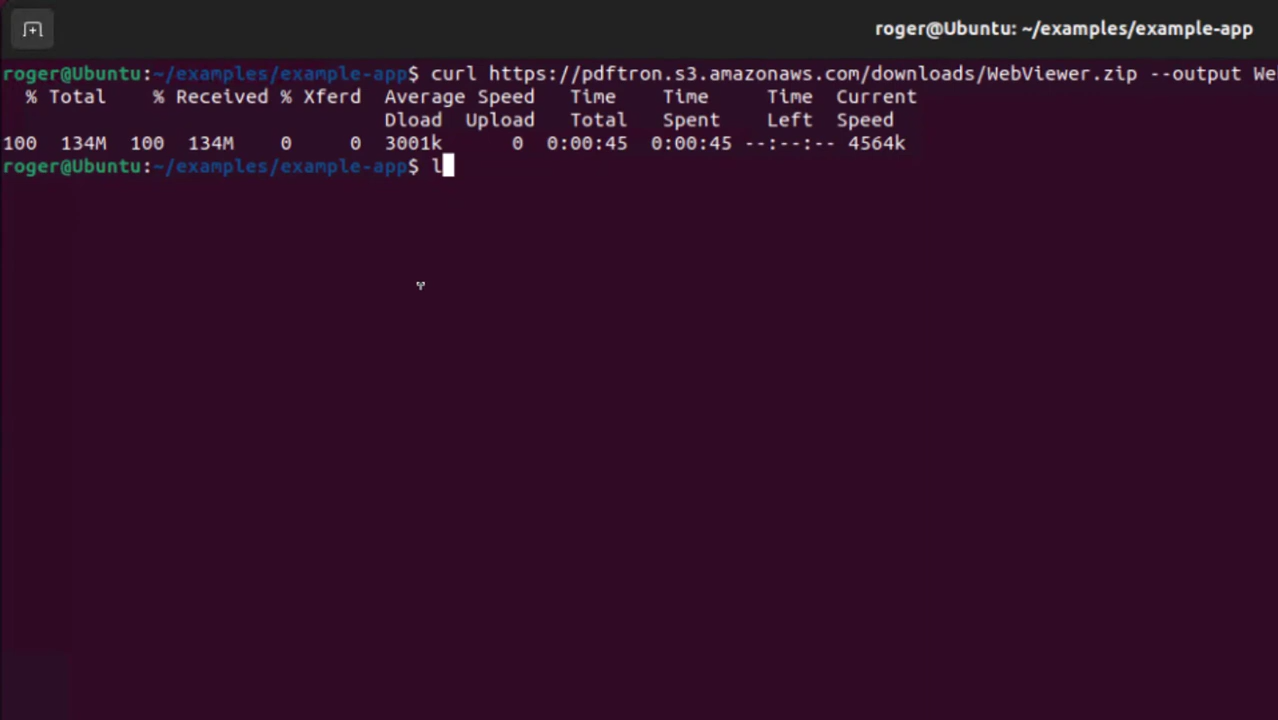 roger@Ubuntu: ~/examples/example-app
roger@Ubuntu:~/examples/example-app$ curl https://pdftron.s3.amazonaws.com/downloads/WebViewer.zip --output We
% Total % Received % Xferd Average Speed Time Time Time Current
Dload Upload Total Spent Left Speed
100 134M 100 134M 0 0 3001k 0 0:00:45 0:00:45 --:--:-- 4564k
roger@Ubuntu:~/examples/example-app$ l